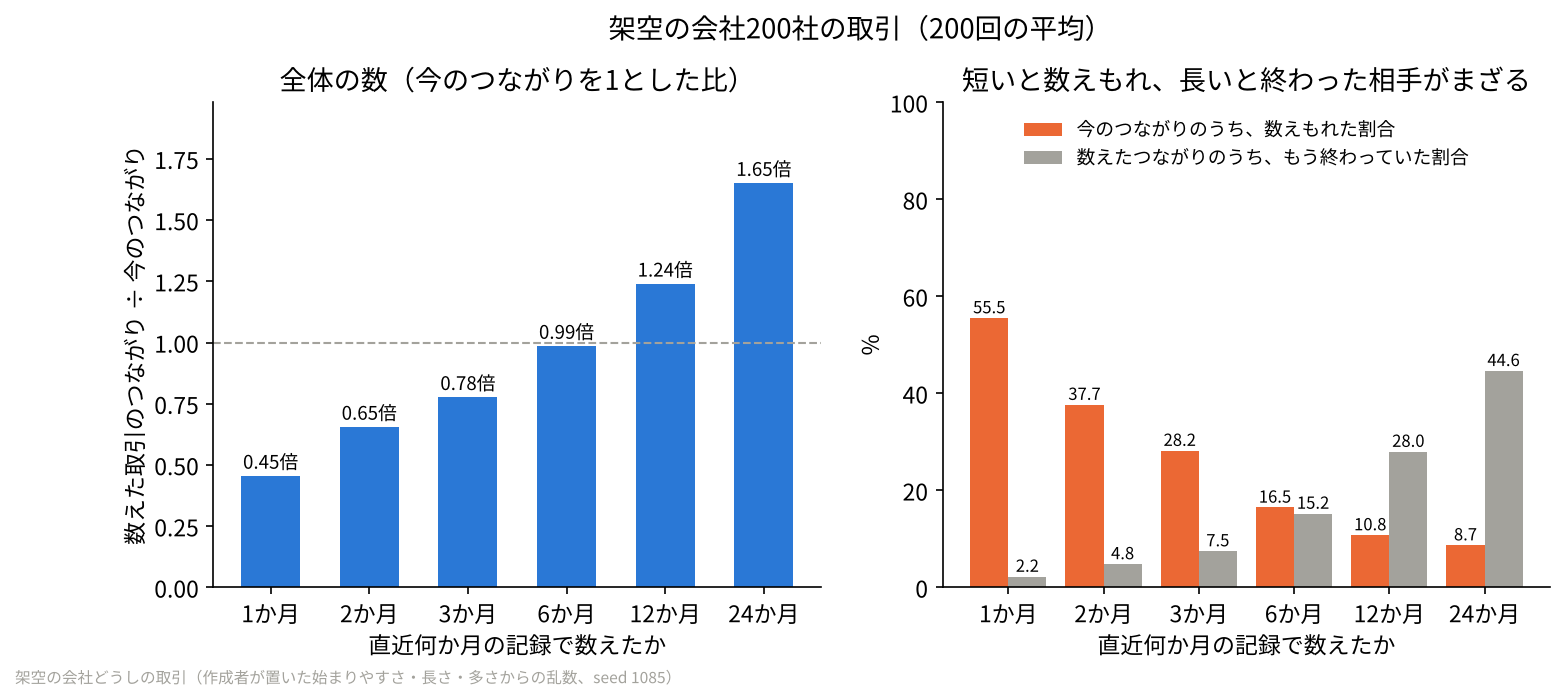 架空の会社200社の取引（200回の平均）
全体の数（今のつながりを1とした比）
数えた取引のつながり ÷ 今のつながり
1.75
1.50
1.25
1.00
0.75
0.50
0.25
0.00
0.45倍
0.65倍
0.78倍
0.99倍
1.24倍
1.65倍
1か月
2か月
3か月
6か月
12か月
24か月
直近何か月の記録で数えたか
短いと数えもれ、長いと終わった相手がまざる
今のつながりのうち、数えもれた割合
数えたつながりのうち、もう終わっていた割合
%
100
80
60
40
20
0
55.5
2.2
37.7
4.8
28.2
7.5
16.5
15.2
10.8
28.0
8.7
44.6
1か月
2か月
3か月
6か月
12か月
24か月
直近何か月の記録で数えたか
架空の会社どうしの取引（作成者が置いた始まりやすさ・長さ・多さからの乱数、seed 1085）